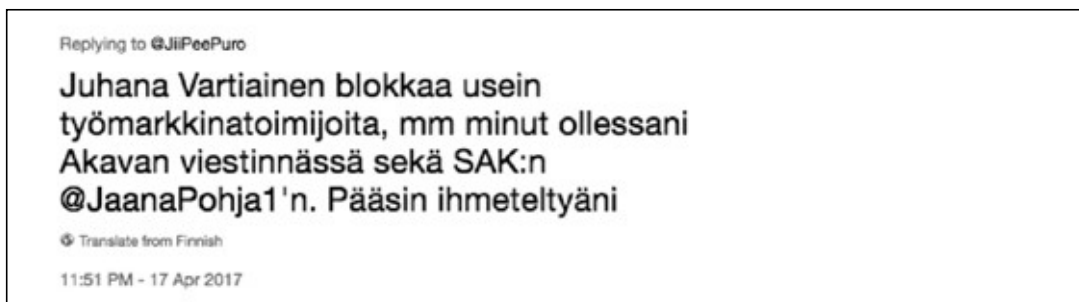 Replying to @JiiPeePuro
Juhana Vartiainen blokkaa usein
työmarkkinatoimijoita, mm minut ollessani
Akavan viestinnässä sekä SAK:n
@JaanaPohja1'n. Pääsin ihmeteltyäni
Translate from Finnish
11:51 PM - 17 Apr 2017